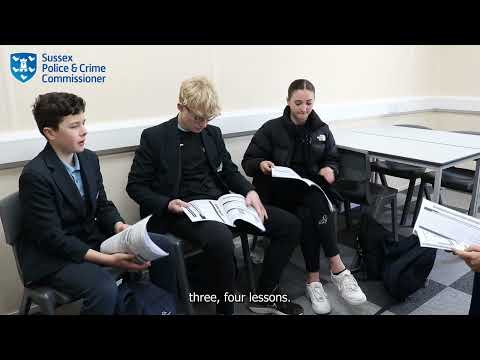 Sussex
Police & Crime
Commissioner
three, four lessons.